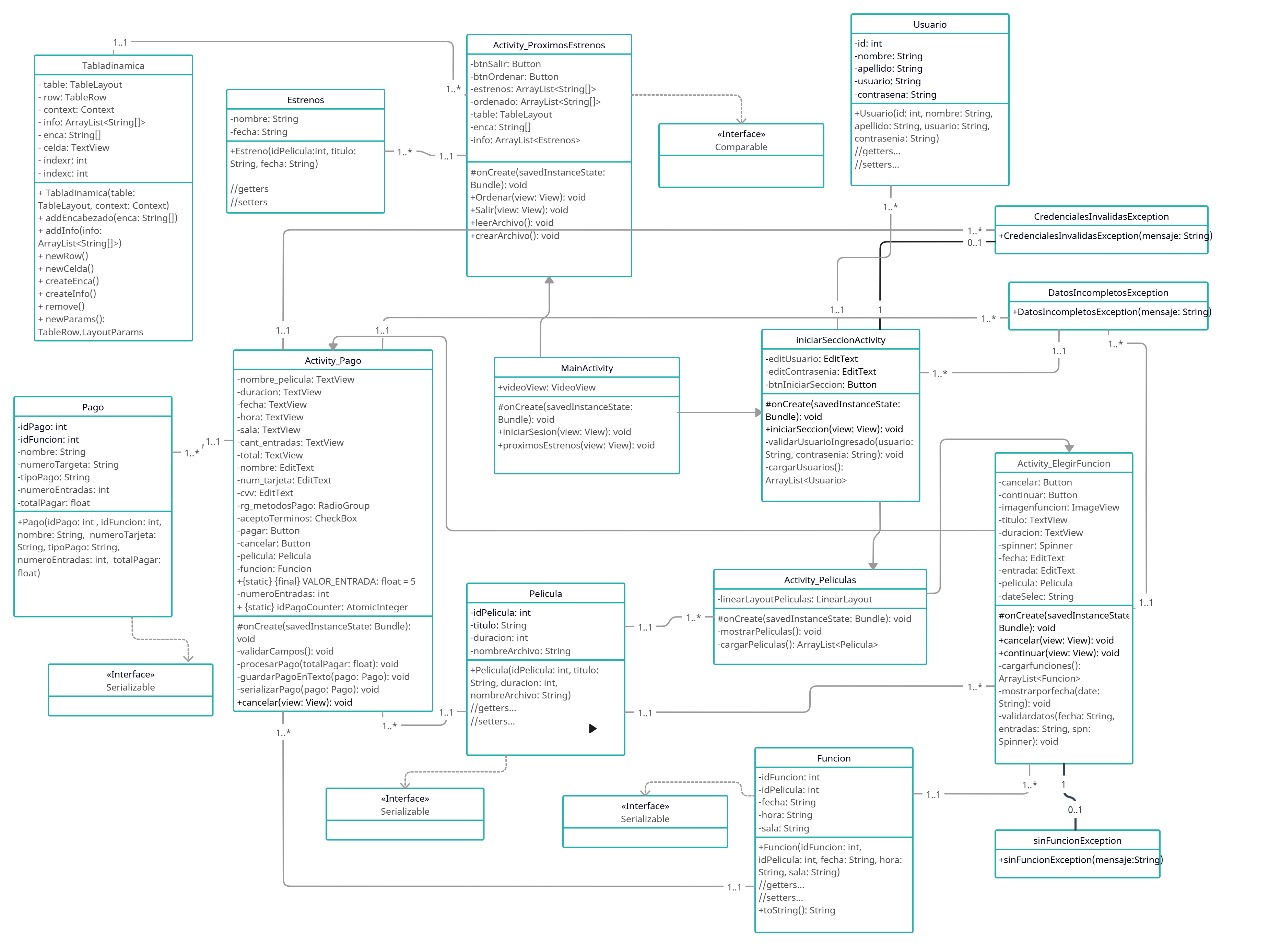 Tabladinamica
- table: TableLayout
- row: TableRow
- context: Context
- info: ArrayList<String[]>
- enca: String[]
- celda: TextView
- indexr: int
- indexc: int
+ Tabladinamica(table:
TableLayout, context: Context)
+ addEncabezado(enca: String[])
+ addInfo(info:
ArrayList<String[]>)
+ newRow()
+ newCelda()
+ createEnca()
+ createInfo()
+ remove()
+ newParams():
TableRow.LayoutParams
1..1
1..*
Estrenos
-nombre: String
-fecha: String
+Estreno(idPelicula:int, titulo:
String, fecha: String)
//getters
//setters
1..*
1..1
Activity_ProximosEstrenos
-btnSalir: Button
-btnOrdenar: Button
-estrenos: ArrayList<String[]>
-ordenado: ArrayList<String[]>
-table: TableLayout
-enca: String[]
-info: ArrayList<Estrenos>
#onCreate(savedInstanceState:
Bundle): void
+Ordenar(view: View): void
+Salir(view: View): void
+leerArchivo(): void
+crearArchivo(): void
«Interface»
Comparable
Usuario
-id: int
-nombre: String
-apellido: String
-usuario: String
-contrasena: String
+Usuario(id: int, nombre: String,
apellido: String, usuario: String,
contrasenia: String)
//getters...
//setters...
1..*
CredencialesInvalidasException
+CredencialesInvalidasException(mensaje: String)
1..*
0..1
DatosIncompletosException
+DatosIncompletosException(mensaje: String)
1..*
1..1
1..*
1..1
1..1
1..1
1
iniciarSeccionActivity
-editUsuario: EditText
-editContrasenia: EditText
-btnIniciarSeccion: Button
#onCreate(savedInstanceState:
Bundle): void
+iniciarSeccion(view: View): void
-validarUsuarioIngresado(usuario:
String, contrasenia: String): void
-cargarUsuarios():
ArrayList<Usuario>
1..*
MainActivity
+videoView: VideoView
#onCreate(savedInstanceState:
Bundle): void
+iniciarSesion(view: View): void
+proximosEstrenos(view: View): void
Activity_Pago
-nombre_pelicula: TextView
-duracion: TextView
-fecha: TextView
-hora: TextView
-sala: TextView
-cant_entradas: TextView
-total: TextView
-nombre: EditText
-num_tarjeta: EditText
-cvv: EditText
-rg_metodosPago: RadioGroup
-aceptoTerminos: CheckBox
-pagar: Button
-cancelar: Button
-pelicula: Pelicula
-funcion: Funcion
+{static} {final} VALOR_ENTRADA: float = 5
-numeroEntradas: int
+ {static} idPagoCounter: AtomicInteger
#onCreate(savedInstanceState: Bundle):
void
-validarCampos(): void
-procesarPago(totalPagar: float): void
-guardarPagoEnTexto(pago: Pago): void
-serializarPago(pago: Pago): void
+cancelar(view: View): void
Pago
-idPago: int
-idFuncion: int
-nombre: String
-numeroTargeta: String
-tipoPago: String
-numeroEntradas: int
-totalPagar: float
+Pago(idPago: int , idFuncion: int,
nombre: String,  numeroTarjeta:
String, tipoPago: String,
numeroEntradas: int,  totalPagar:
float)
1..*
1..1
«Interface»
Serializable
Activity_ElegirFuncion
-cancelar: Button
-continuar: Button
-imagenfuncion: ImageView
-titulo: TextView
-duracion: TextView
-spinner: Spinner
-fecha: EditText
-entrada: EditText
-pelicula: Pelicula
-dateSelec: String
#onCreate(savedInstanceState
Bundle): void
+cancelar(view: View): void
+continuar(view: View): void
-cargarfunciones():
ArrayList<Funcion>
-mostrarporfecha(date:
String): void
-validardatos(fecha: String,
entradas: String, spn:
Spinner): void
1..1
Activity_Peliculas
-linearLayoutPeliculas: LinearLayout
#onCreate(savedInstanceState: Bundle): void
-mostrarPeliculas(): void
-cargarPeliculas(): ArrayList<Pelicula>
1..1
1..*
Pelicula
-idPelicula: int
-titulo: String
-duracion: int
-nombreArchivo: String
+Pelicula(idPelicula: int, titulo:
String, duracion: int,
nombreArchivo: String)
//getters...
//setters...
1..1
1..*
1..1
1..*
1..*
«Interface»
Serializable
«Interface»
Serializable
Funcion
-idFuncion: int
-idPelicula: int
-fecha: String
-hora: String
-sala: String
+Funcion(idFuncion: int,
idPelicula: int, fecha: String, hora:
String, sala: String)
//getters...
//setters...
+toString(): String
1..1
1..*
1
0..1
1..1
sinFuncionException
+sinFuncionException(mensaje:String)